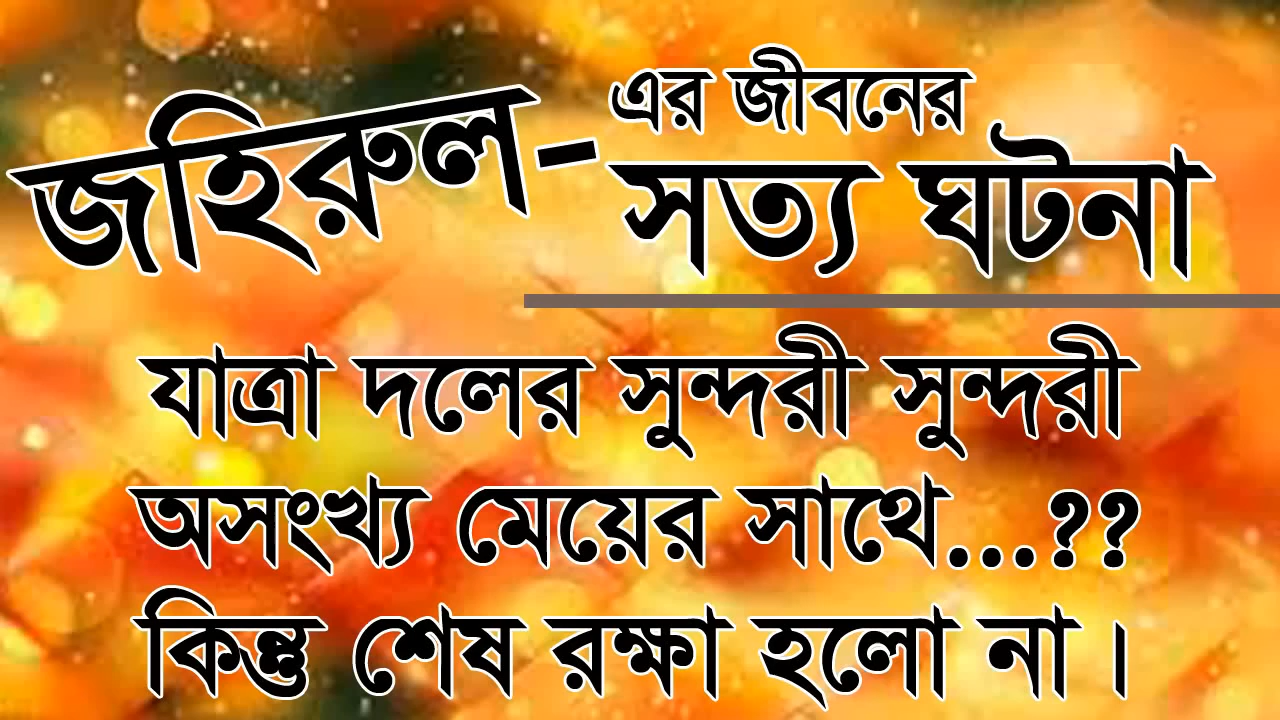 জহিরুল-
এর জীবনের
সত্য ঘটনা
যাত্রা দলের সুন্দরী সুন্দরী
অসংখ্য মেয়ের সাথে...??
কিন্তু শেষ রক্ষা হলো না।